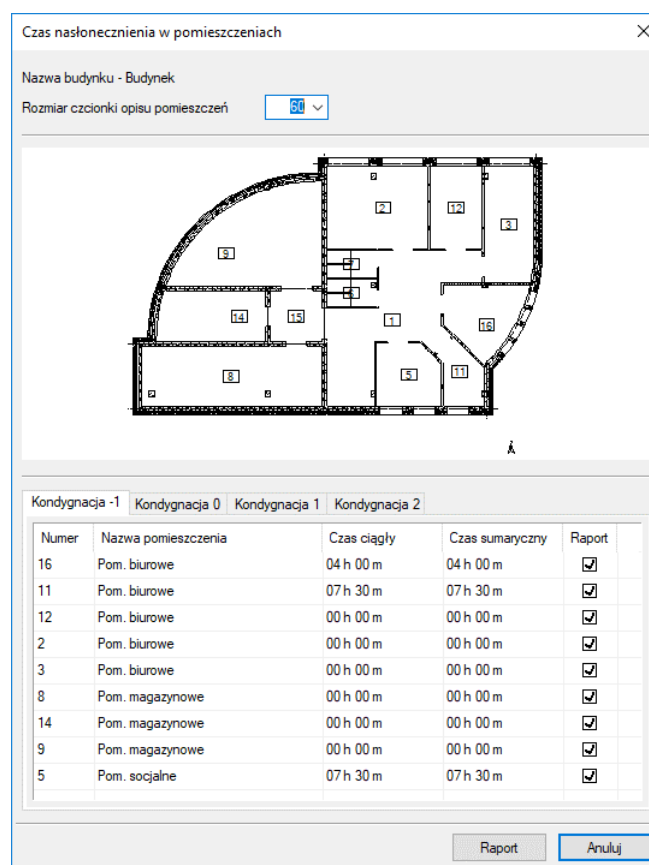 Czas nasłonecznienia w pomieszczeniach
Nazwa budynku - Budynek
Rozmiar czcionki opisu pomieszczeń 60
2 12 3
9
7
6
14 15 1 16
8 5 11
Kondygnacja -1 Kondygnacja 0 Kondygnacja 1 Kondygnacja 2
Numer Nazwa pomieszczenia Czas ciągły Czas sumaryczny Raport
16 Pom. biurowe 04 h 00 m 04 h 00 m
11 Pom. biurowe 07 h 30 m 07 h 30 m
12 Pom. biurowe 00 h 00 m 00 h 00 m
2 Pom. biurowe 00 h 00 m 00 h 00 m
3 Pom. biurowe 00 h 00 m 00 h 00 m
8 Pom. magazynowe 00 h 00 m 00 h 00 m
14 Pom. magazynowe 00 h 00 m 00 h 00 m
9 Pom. magazynowe 00 h 00 m 00 h 00 m
5 Pom. socjalne 07 h 30 m 07 h 30 m
Raport Anuluj